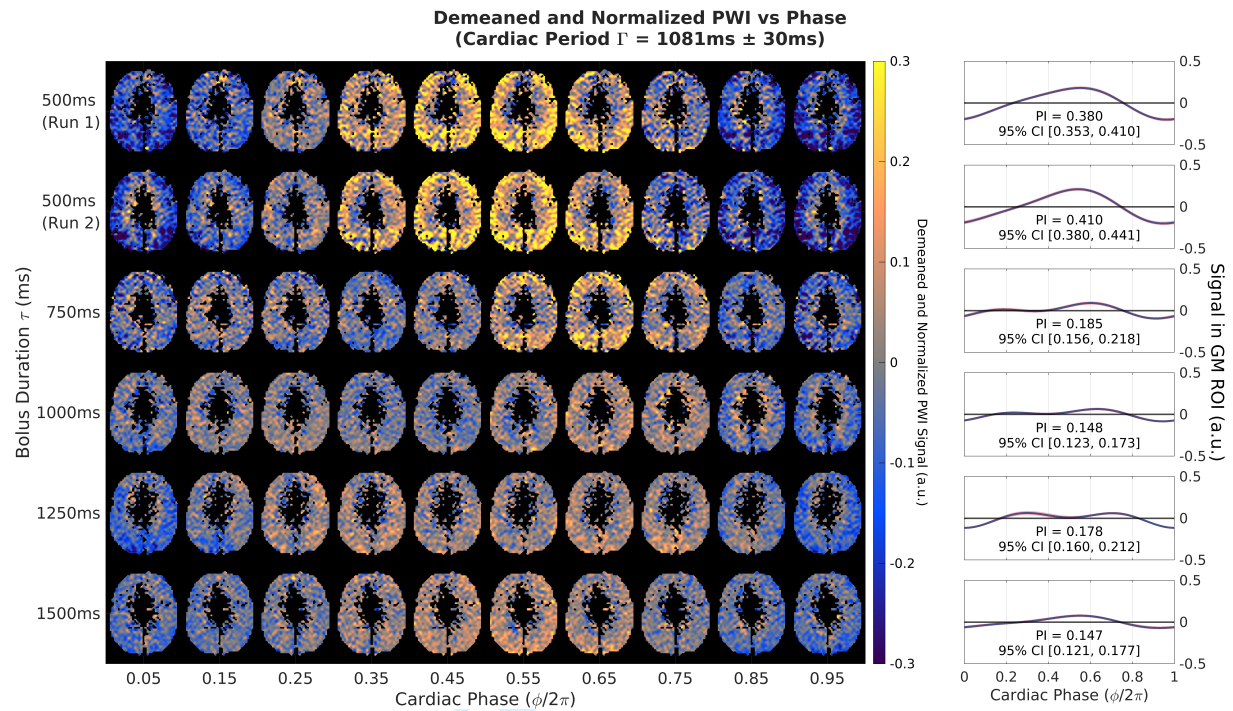 Demeaned and Normalized PWI vs Phase
(Cardiac Period Γ = 1081ms ± 30ms)
Bolus Duration τ (ms)
500ms
(Run 1)
500ms
(Run 2)
750ms
1000ms
1250ms
1500ms
0.05 0.15 0.25 0.35 0.45 0.55 0.65 0.75 0.85 0.95
Cardiac Phase (ϕ/2π)
0.3
0.2
0.1
0
-0.1
-0.2
-0.3
Demeaned and Normalized PWI Signal (a.u.)
0.5
0
-0.5
PI = 0.380
95% CI [0.353, 0.410]
0.5
0
-0.5
PI = 0.410
95% CI [0.380, 0.441]
0.5
0
-0.5
PI = 0.185
95% CI [0.156, 0.218]
0.5
0
-0.5
PI = 0.148
95% CI [0.123, 0.173]
0.5
0
-0.5
PI = 0.178
95% CI [0.160, 0.212]
0.5
0
-0.5
PI = 0.147
95% CI [0.121, 0.177]
0 0.2 0.4 0.6 0.8 1
Cardiac Phase (ϕ/2π)
Signal in GM ROI (a.u.)